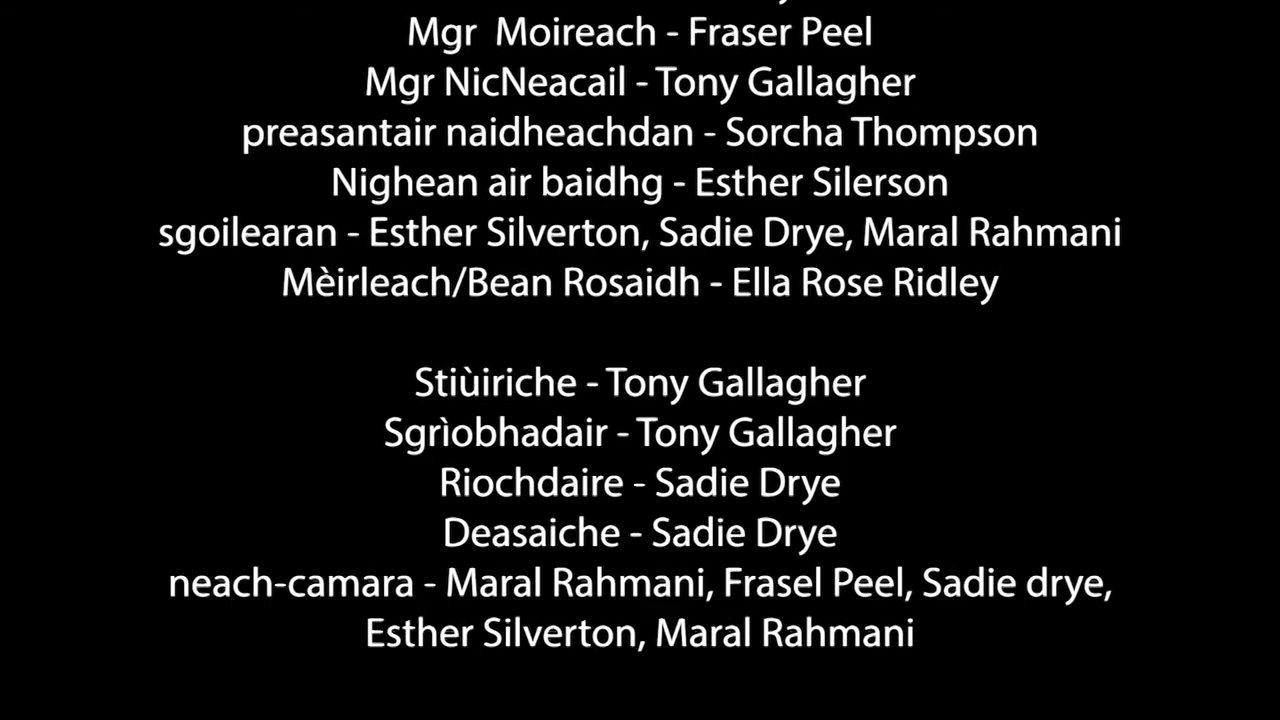 Mgr  Moireach - Fraser Peel
Mgr NicNeacail - Tony Gallagher
preasantair naidheachdan - Sorcha Thompson
Nighean air baidhg - Esther Silerson
sgoilearan - Esther Silverton, Sadie Drye, Maral Rahmani
Mèirleach/Bean Rosaidh - Ella Rose Ridley
Stiùiriche - Tony Gallagher
Sgrìobhadair - Tony Gallagher
Riochdaire - Sadie Drye
Deasaiche - Sadie Drye
neach-camara - Maral Rahmani, Frasel Peel, Sadie drye,
Esther Silverton, Maral Rahmani